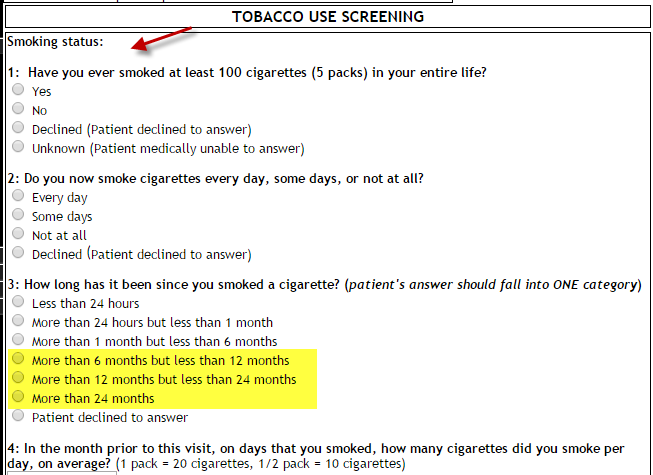 TOBACCO USE SCREENING
Smoking status:
1: Have you ever smoked at least 100 cigarettes (5 packs) in your entire life?
Yes
No
Declined (Patient declined to answer)
Unknown (Patient medically unable to answer)
2: Do you now smoke cigarettes every day, some days, or not at all?
Every day
Some days
Not at all
Declined (Patient declined to answer)
3: How long has it been since you smoked a cigarette? (patient's answer should fall into ONE category)
Less than 24 hours
More than 24 hours but less than 1 month
More than 1 month but less than 6 months
More than 6 months but less than 12 months
More than 12 months but less than 24 months
More than 24 months
Patient declined to answer
4: In the month prior to this visit, on days that you smoked, how many cigarettes did you smoke per
day, on average? (1 pack = 20 cigarettes, 1/2 pack = 10 cigarettes)